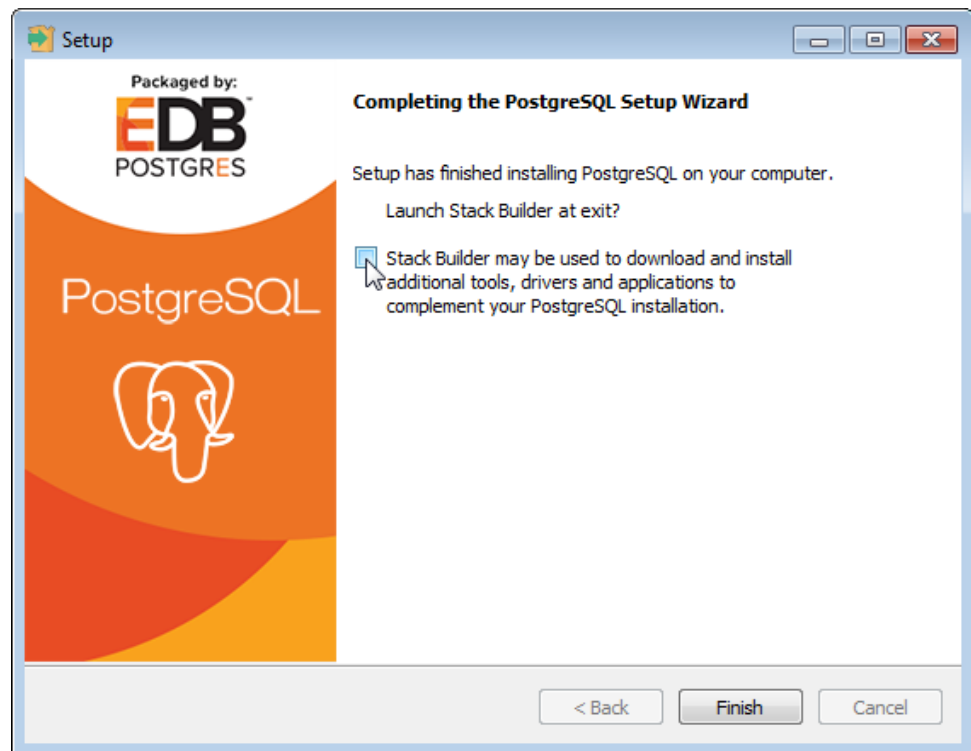 Setup
Packaged by:
EDB
POSTGRES
PostgreSQL
Completing the PostgreSQL Setup Wizard
Setup has finished installing PostgreSQL on your computer.
Launch Stack Builder at exit?
Stack Builder may be used to download and install
additional tools, drivers and applications to
complement your PostgreSQL installation.
< Back
Finish
Cancel